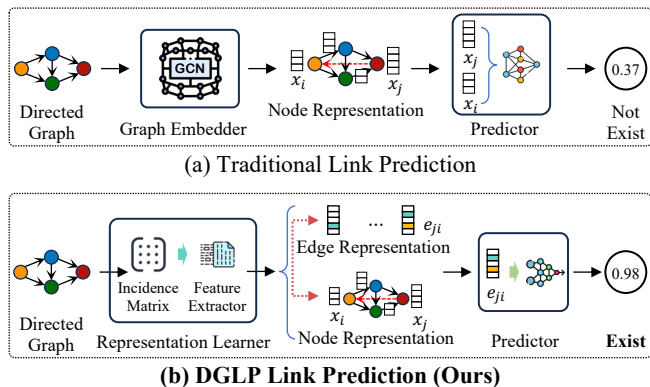 GCN
x_i
x_j
x_j
x_i
0.37
Directed
Graph
Graph Embedder
Node Representation
Predictor
Not
Exist
(a) Traditional Link Prediction
... e_ji
Edge Representation
Incidence
Matrix
Feature
Extractor
x_i
x_j
e_ji
0.98
Directed
Graph
Representation Learner
Node Representation
Predictor
Exist
(b) DGLP Link Prediction (Ours)